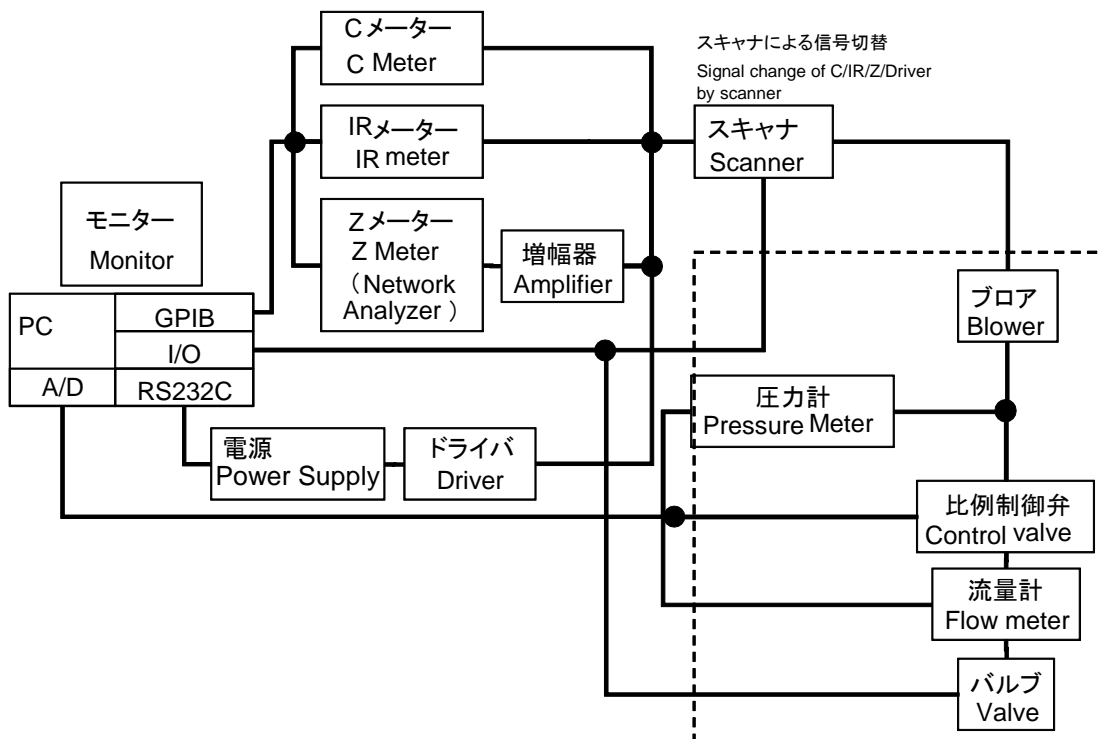 Cメーター
C Meter
スキャナによる信号切替
Signal change of C/IR/Z/Driver
by scanner
IRメーター
IR meter
スキャナ
Scanner
モニター
Monitor
Zメーター
Z Meter
（Network
Analyzer ）
増幅器
Amplifier
ブロア
Blower
PC
GPIB
I/O
A/D
RS232C
圧力計
Pressure Meter
電源
Power Supply
ドライバ
Driver
比例制御弁
Control valve
流量計
Flow meter
バルブ
Valve